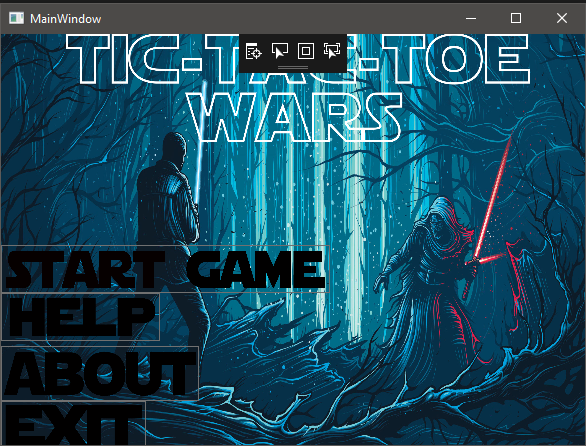 MainWindow
TIC-TAC-TOE
WARS
START GAME
HELP
ABOUT
EXIT